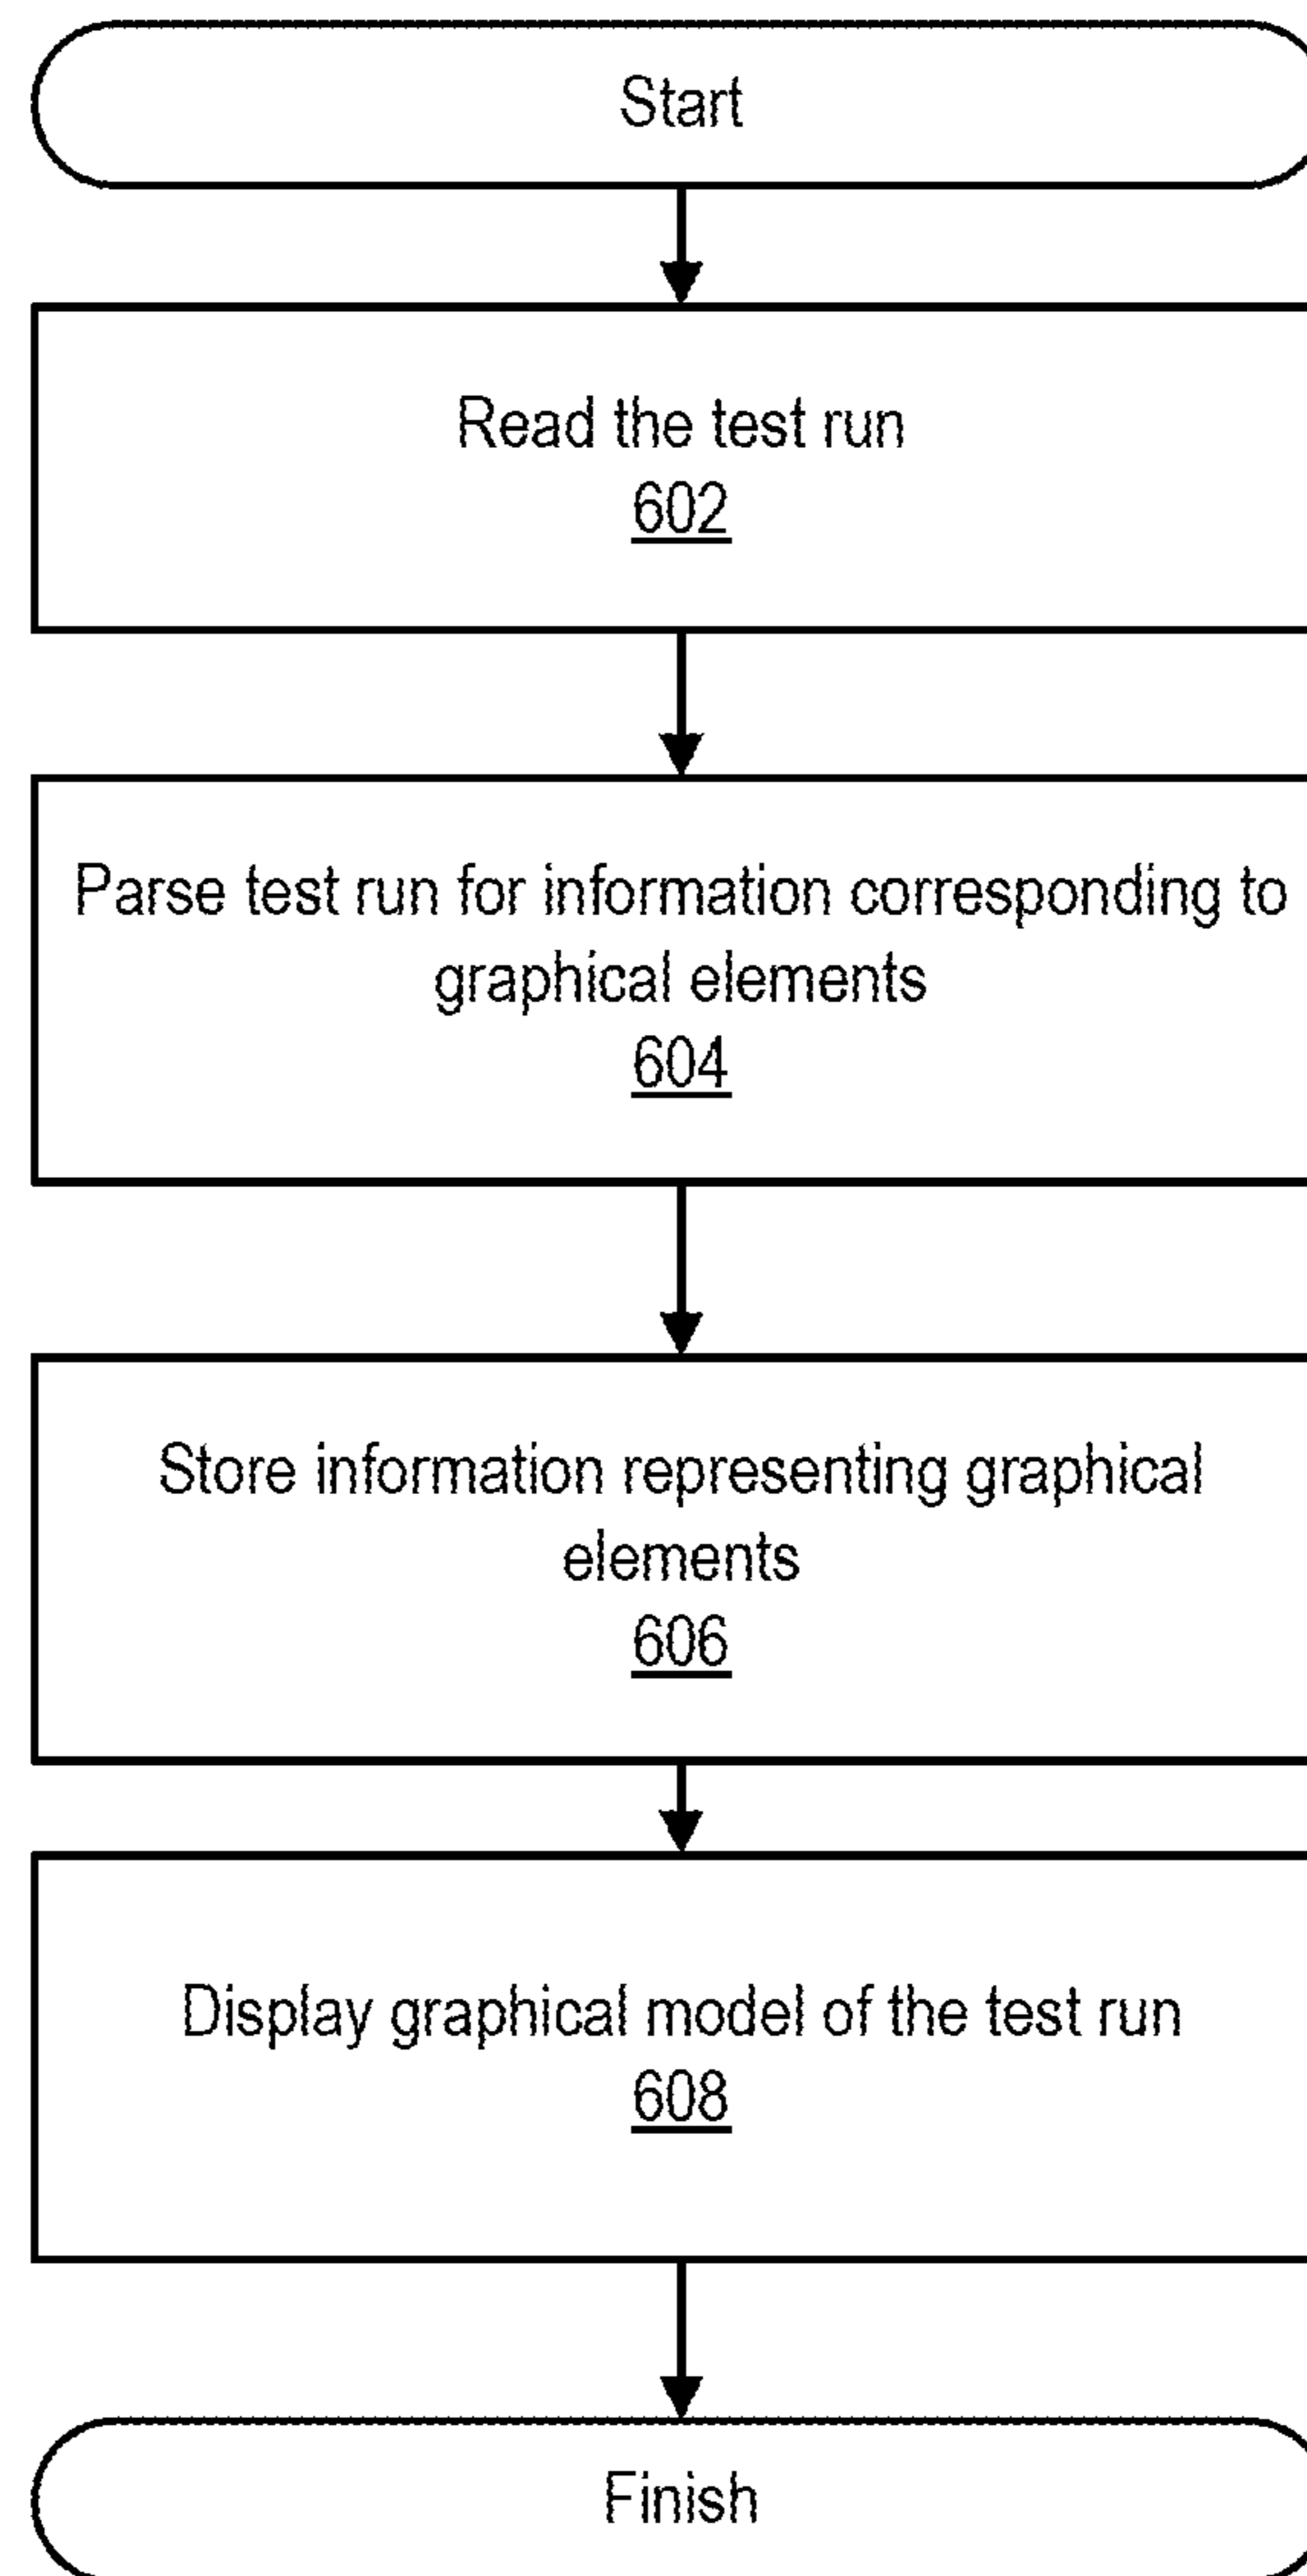 Start
Read the test run
602
Parse test run for information corresponding to
graphical elements
604
Store information representing graphical
elements
606
Display graphical model of the test run
608
Finish